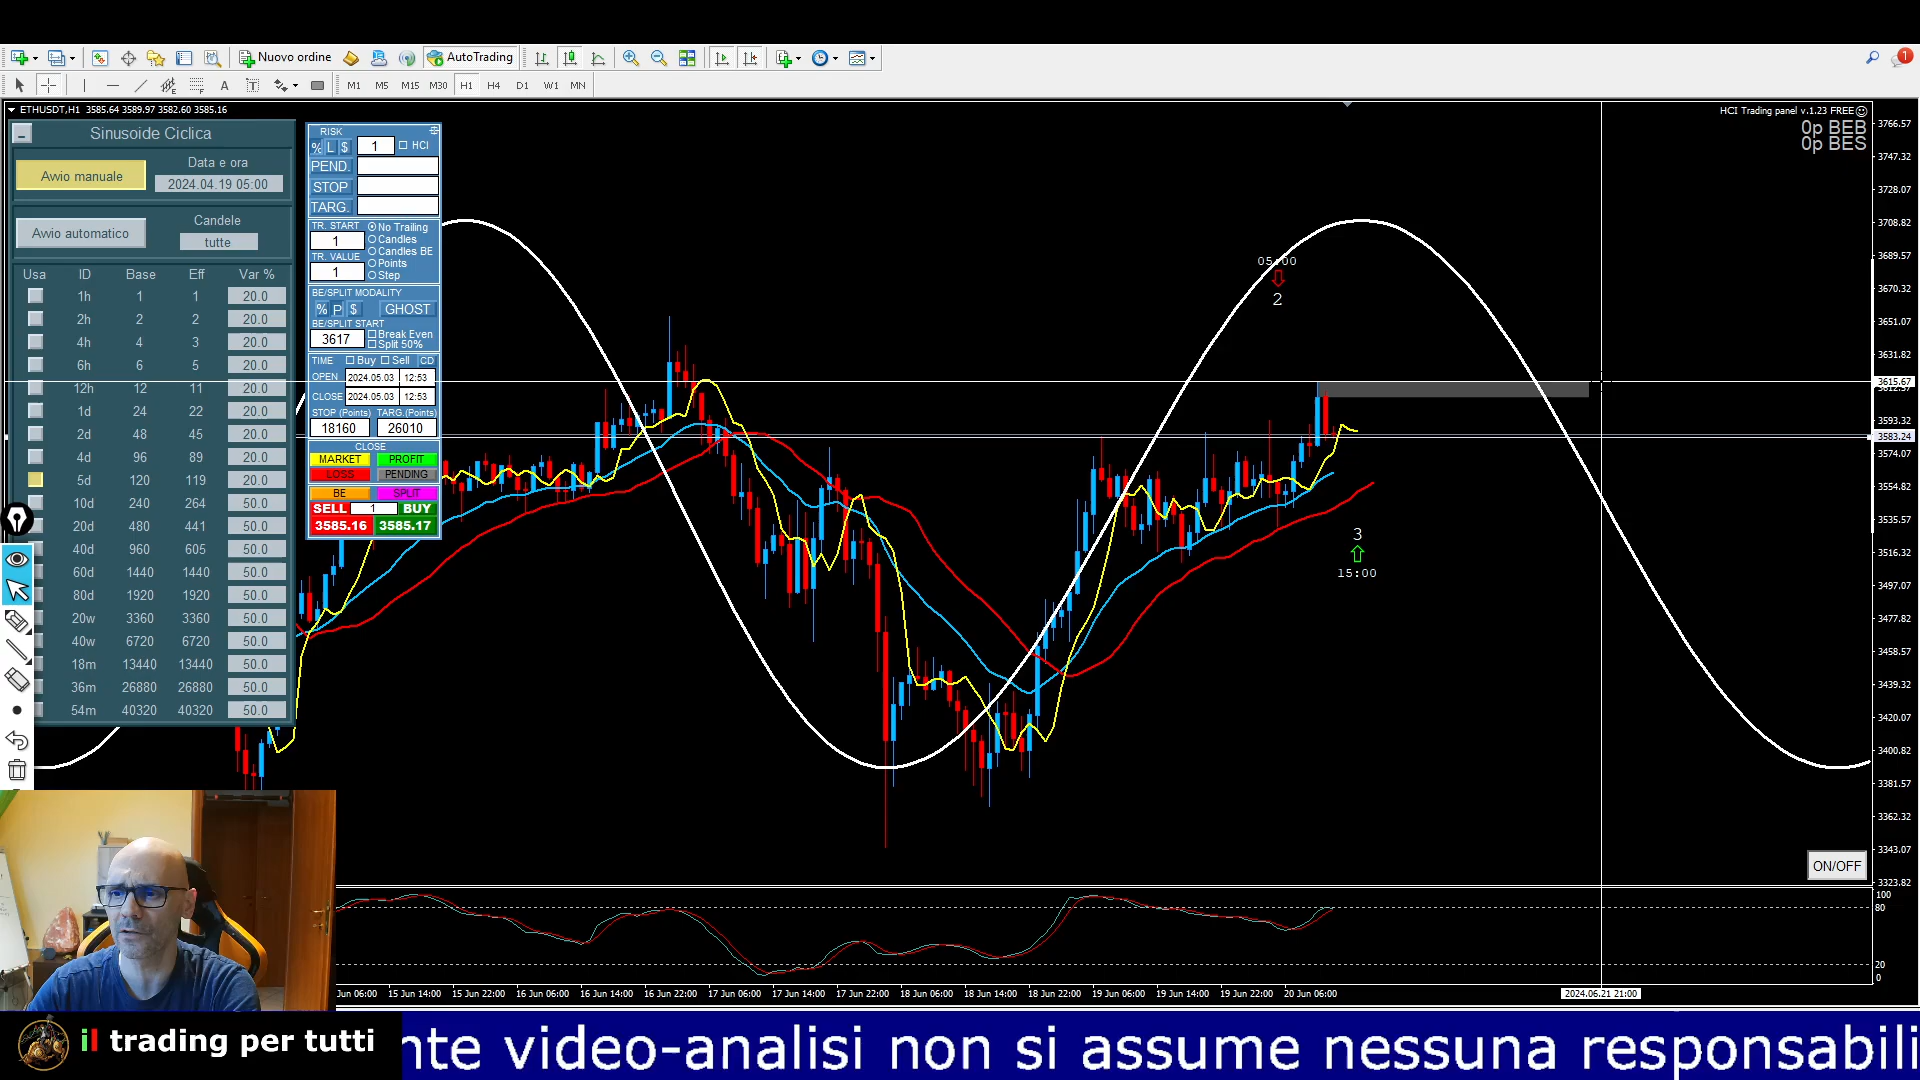 Nuovo ordine
AutoTrading
1
A
T
M1 M5 M15 M30 H1 H4 D1 W1 MN
ETHUSDT,H1 3585.64 3589.97 3582.60 3585.16
HCI Trading panel v.1.23 FREE
0p BEB
0p BES
Sinusoide Ciclica
Avvio manuale
Data e ora
2024.04.19 05:00
Avvio automatico
Candele
tutte
Usa ID Base Eff Var %
1h 1 1 20.0
2h 2 2 20.0
4h 4 3 20.0
6h 6 5 20.0
12h 12 11 20.0
1d 24 22 20.0
2d 48 45 20.0
4d 96 89 20.0
5d 120 119 20.0
10d 240 264 50.0
20d 480 441 50.0
40d 960 605 50.0
60d 1440 1440 50.0
80d 1920 1920 50.0
20w 3360 3360 50.0
40w 6720 6720 50.0
18m 13440 13440 50.0
36m 26880 26880 50.0
54m 40320 40320 50.0
RISK
% L $ 1 HCI
PEND.
STOP
TARG.
TR. START
1
TR. VALUE
1
No Trailing
Candles
Candles BE
Points
Step
BE/SPLIT MODALITY
% P $ GHOST
BE/SPLIT START
3617
Break Even
Split 50%
TIME Buy Sell CD
OPEN 2024.05.03 12:53
CLOSE 2024.05.03 12:53
STOP (Points) TARG.(Points)
18160 26010
CLOSE
MARKET PROFIT
LOSS PENDING
BE SPLIT
SELL 1 BUY
3585.16 3585.17
05:00
2
3
15:00
3766.57
3747.32
3728.07
3708.82
3689.57
3670.32
3651.07
3631.82
3615.67
3593.32
3583.24
3574.07
3554.82
3535.57
3516.32
3497.07
3477.82
3458.57
3439.32
3420.07
3400.82
3381.57
3362.32
3343.07
3323.82
ON/OFF
100
80
20
0
Jun 06:00 15 Jun 14:00 15 Jun 22:00 16 Jun 06:00 16 Jun 14:00 16 Jun 22:00 17 Jun 06:00 17 Jun 14:00 17 Jun 22:00 18 Jun 06:00 18 Jun 14:00 18 Jun 22:00 19 Jun 06:00 19 Jun 14:00 19 Jun 22:00 20 Jun 06:00 2024.06.21 21:00
il trading per tutti
nte video-analisi non si assume nessuna responsabili